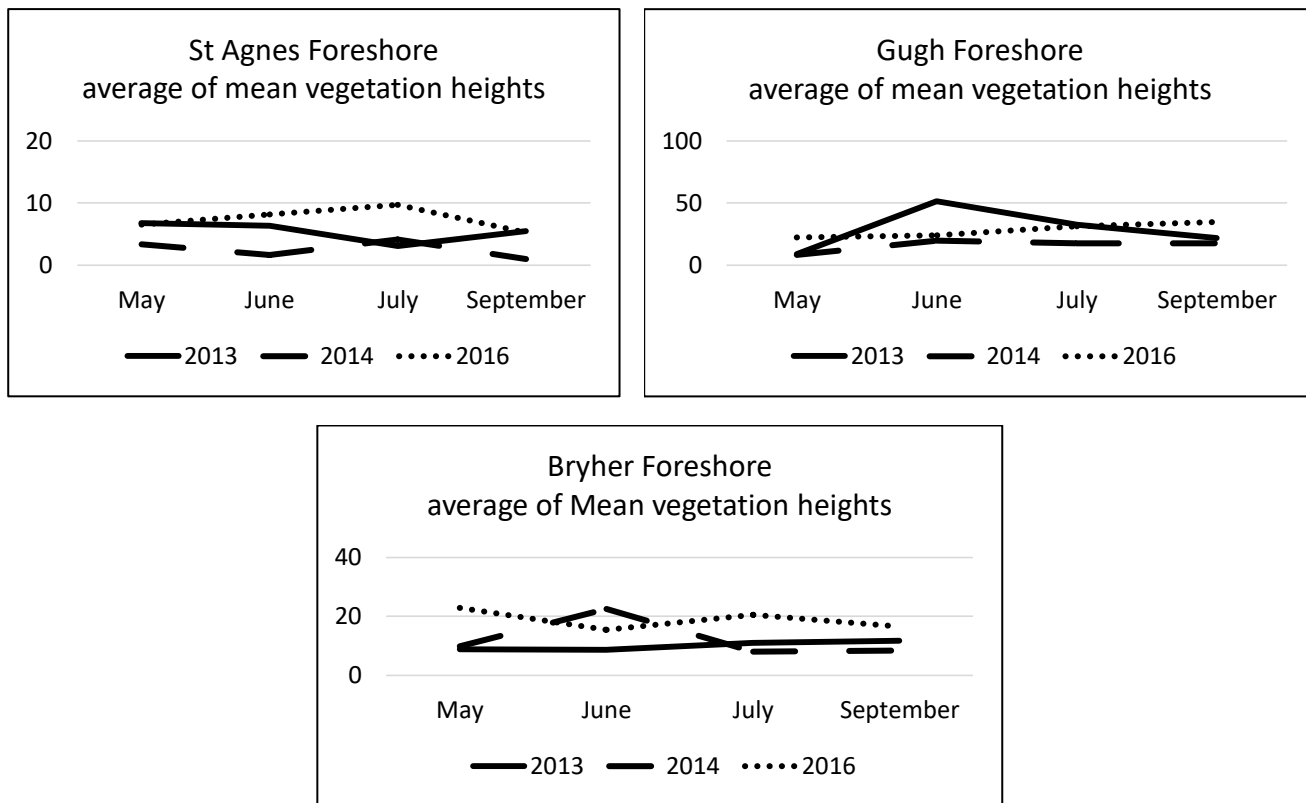 St Agnes Foreshore
average of mean vegetation heights
20
10
0
May June July September
2013 2014 2016
Gugh Foreshore
average of mean vegetation heights
100
50
0
May June July September
2013 2014 2016
Bryher Foreshore
average of Mean vegetation heights
40
20
0
May June July September
2013 2014 2016